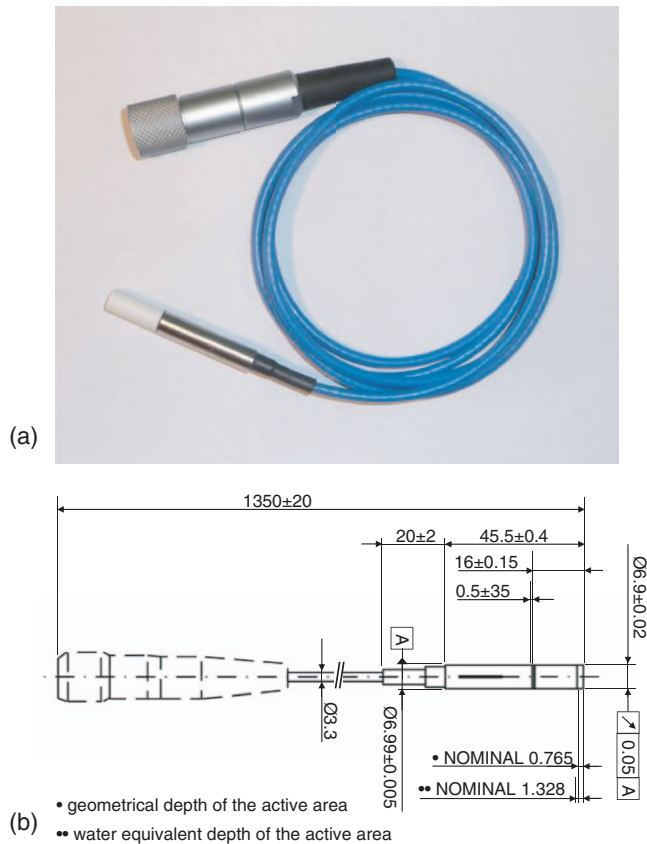 (a)
1350±20
20±2
45.5±0.4
16±0.15
0.5±35
Ø6.9±0.02
A
Ø3.3
Ø6.99±0.005
0.05 A
• NOMINAL 0.765
•• NOMINAL 1.328
• geometrical depth of the active area
(b)
•• water equivalent depth of the active area